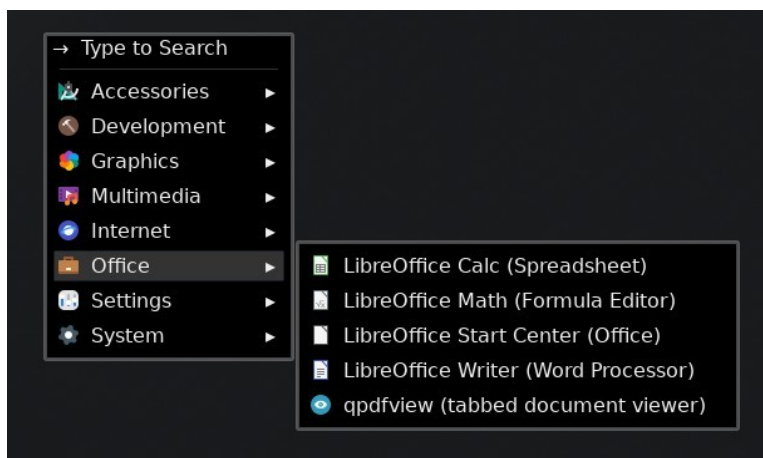 → Type to Search
Accessories
Development
Graphics
Multimedia
Internet
Office
Settings
System
LibreOffice Calc (Spreadsheet)
LibreOffice Math (Formula Editor)
LibreOffice Start Center (Office)
LibreOffice Writer (Word Processor)
qpdfview (tabbed document viewer)